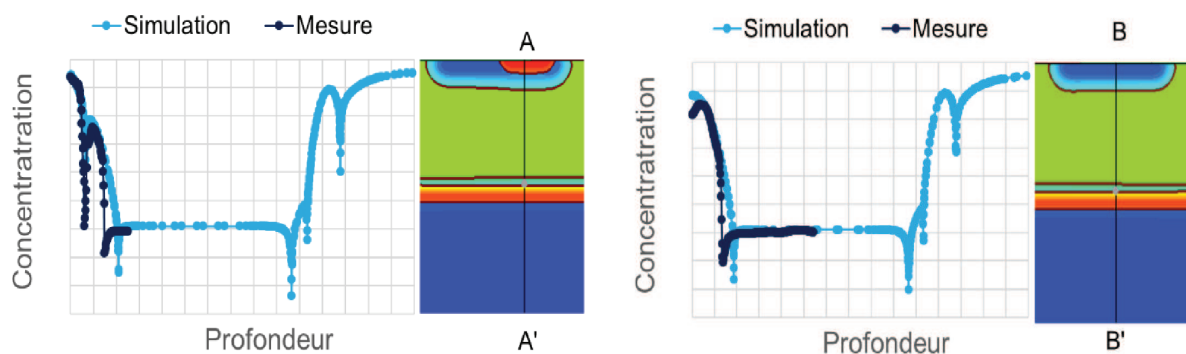 Simulation Mesure
Concentratration
Profondeur
A
A'
Simulation Mesure
Concentratration
Profondeur
B
B'